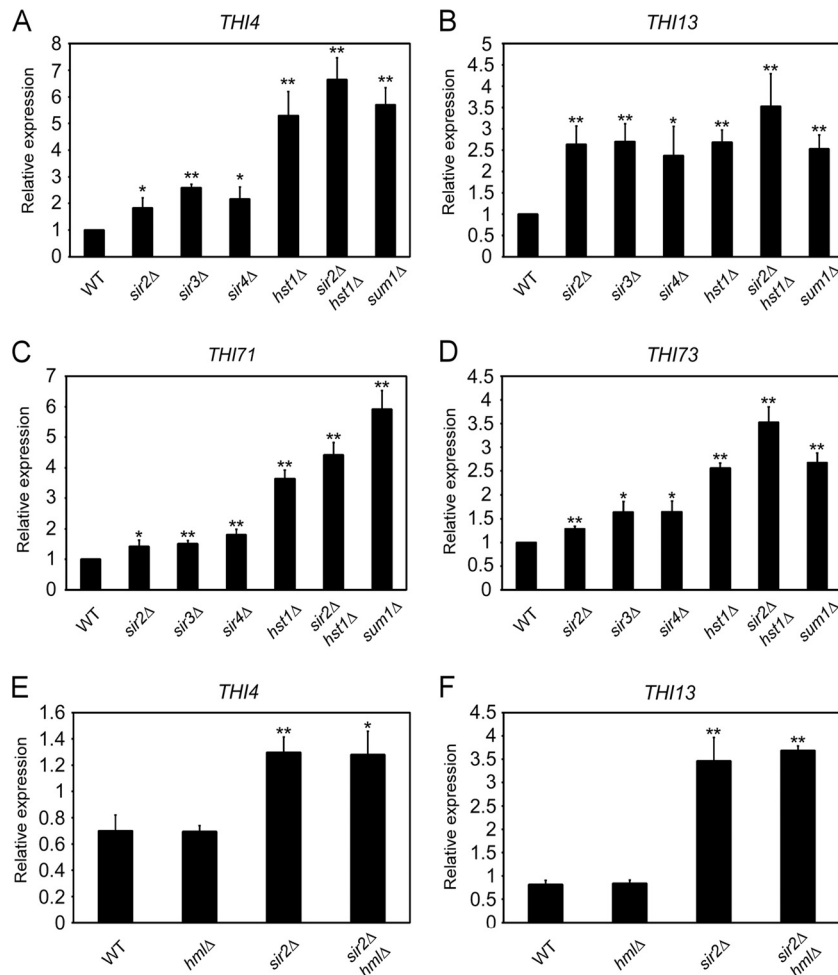 A
THI4
Relative expression
8
7
6
5
4
3
2
1
0
*
**
*
**
**
**
WT
sir2Δ
sir3Δ
sir4Δ
hst1Δ
sir2Δ
hst1Δ
sum1Δ
B
THI13
Relative expression
5
4.5
4
3.5
3
2.5
2
1.5
1
0.5
0
**
**
*
**
**
**
WT
sir2Δ
sir3Δ
sir4Δ
hst1Δ
sir2Δ
hst1Δ
sum1Δ
C
THI71
Relative expression
7
6
5
4
3
2
1
0
*
**
**
**
**
**
WT
sir2Δ
sir3Δ
sir4Δ
hst1Δ
sir2Δ
hst1Δ
sum1Δ
D
THI73
Relative expression
4.5
4
3.5
3
2.5
2
1.5
1
0.5
0
**
*
*
**
**
**
WT
sir2Δ
sir3Δ
sir4Δ
hst1Δ
sir2Δ
hst1Δ
sum1Δ
E
THI4
Relative expression
1.6
1.4
1.2
1
0.8
0.6
0.4
0.2
0
**
*
WT
hmlΔ
sir2Δ
sir2Δ
hmlΔ
F
THI13
Relative expression
4.5
4
3.5
3
2.5
2
1.5
1
0.5
0
**
**
WT
hmlΔ
sir2Δ
sir2Δ
hmlΔ